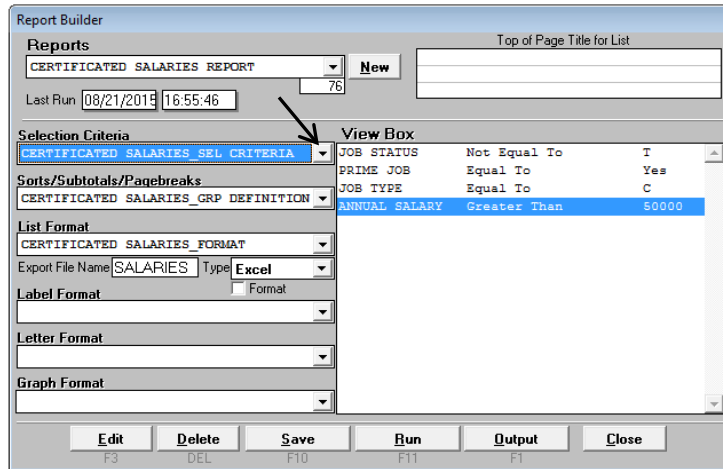 Report Builder
Reports
Top of Page Title for List
CERTIFICATED SALARIES REPORT
New
76
Last Run 08/21/2015 16:55:46
Selection Criteria
CERTIFICATED SALARIES_SEL CRITERIA
Sorts/Subtotals/Pagebreaks
CERTIFICATED SALARIES_GRP DEFINITION
List Format
CERTIFICATED SALARIES_FORMAT
Export File Name SALARIES Type Excel
Format
Label Format
Letter Format
Graph Format
View Box
JOB STATUS Not Equal To T
PRIME JOB Equal To Yes
JOB TYPE Equal To C
ANNUAL SALARY Greater Than 50000
Edit Delete Save Run Output Close
F3 DEL F10 F11 F1